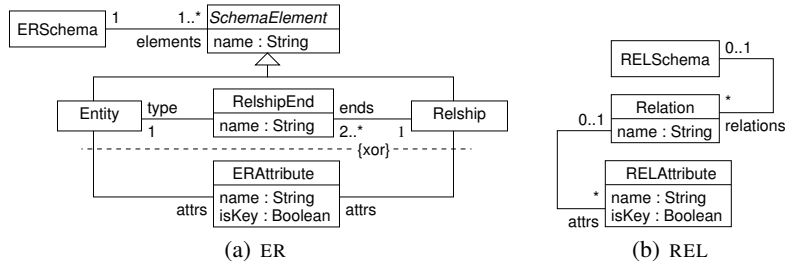 ERSchema
1
1..*
elements
SchemaElement
name : String
Entity
type
1
RelshipEnd
name : String
ends
2..*
1
Relship
{xor}
ERAttribute
name : String
isKey : Boolean
attrs
attrs
(a) ER
RELSchema
0..1
*
relations
Relation
name : String
0..1
*
attrs
RELAttribute
name : String
isKey : Boolean
(b) REL